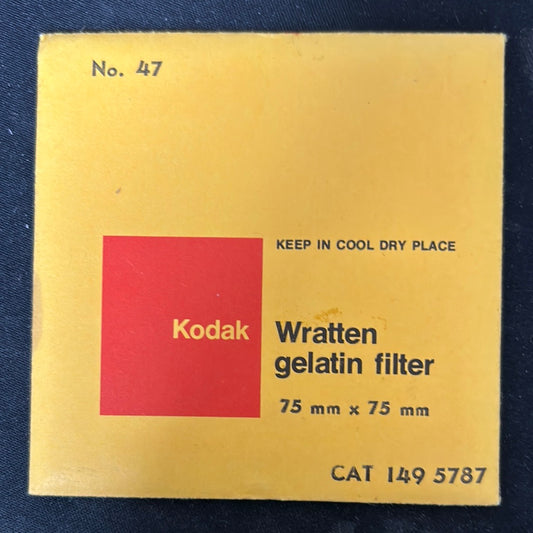 No. 47
KEEP IN COOL DRY PLACE
Kodak
Wratten
gelatin filter
75 mm x 75 mm
CAT 149 5787